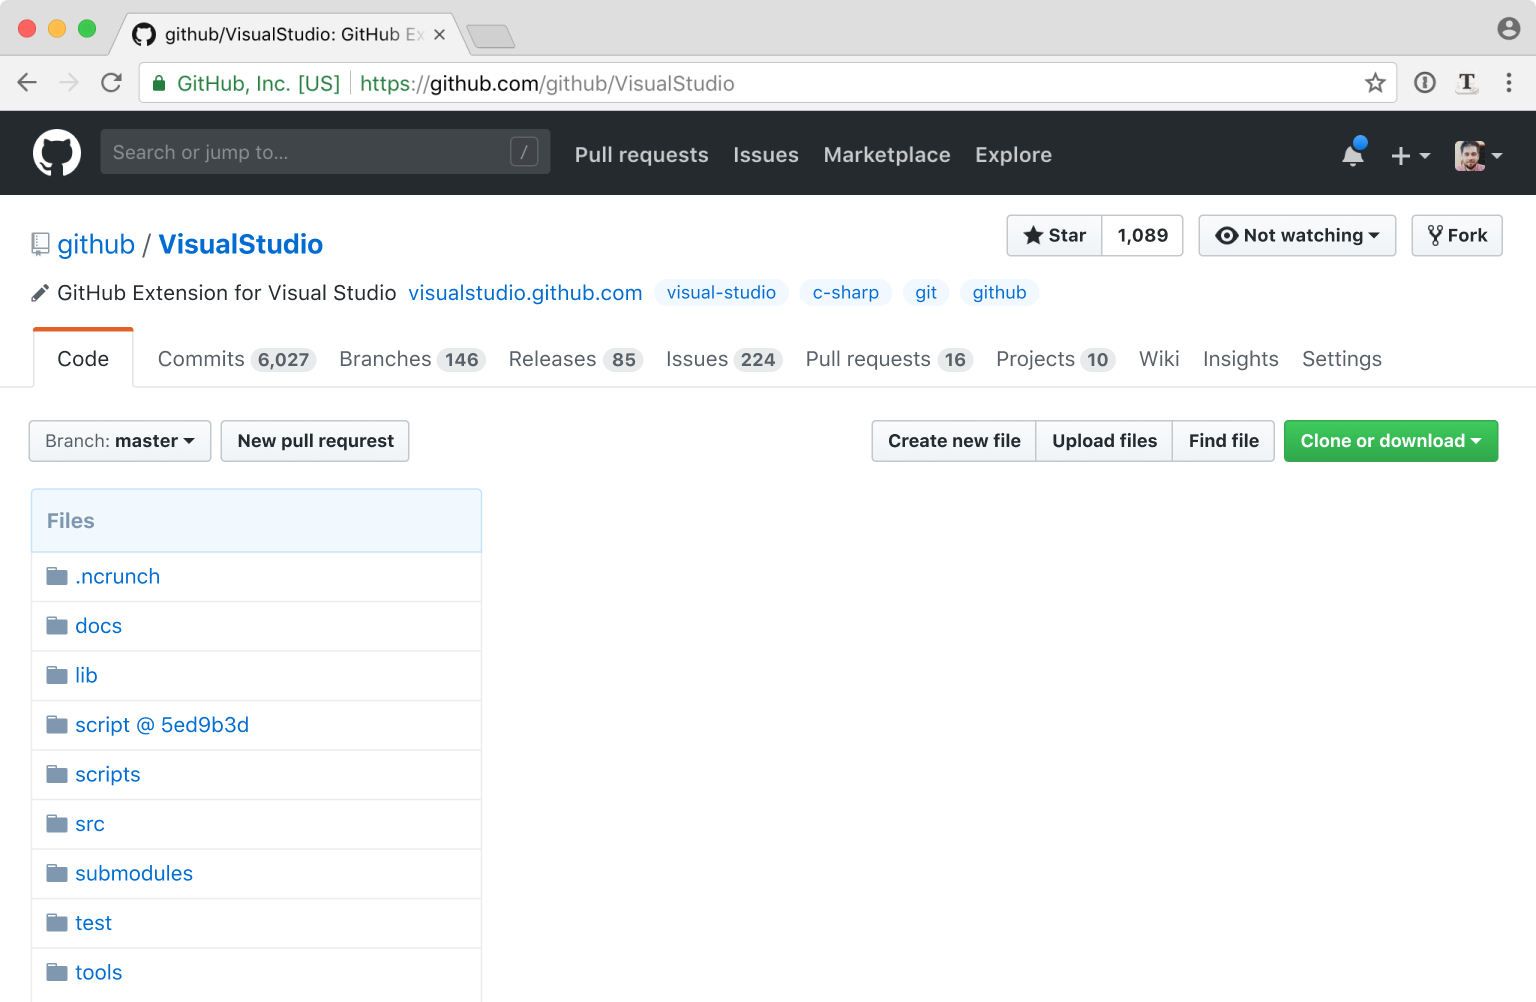 github/VisualStudio: GitHub Ex
GitHub, Inc. [US] https://github.com/github/VisualStudio
T
Search or jump to... / Pull requests Issues Marketplace Explore
github / VisualStudio Star 1,089 Not watching Fork
GitHub Extension for Visual Studio visualstudio.github.com visual-studio c-sharp git github
Code Commits 6,027 Branches 146 Releases 85 Issues 224 Pull requests 16 Projects 10 Wiki Insights Settings
Branch: master New pull requrest Create new file Upload files Find file Clone or download
Files
.ncrunch
docs
lib
script @ 5ed9b3d
scripts
src
submodules
test
tools